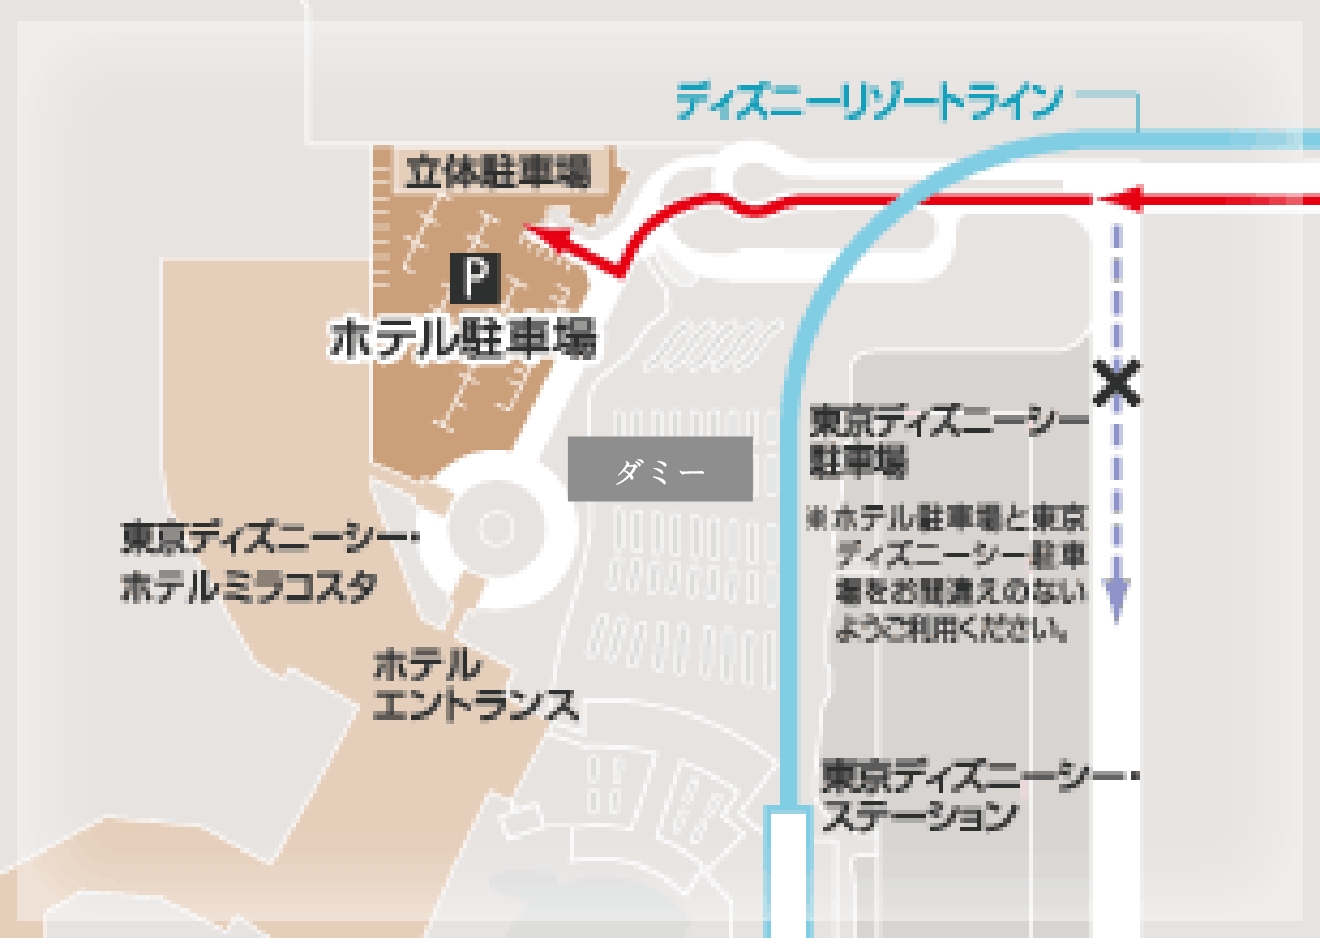 ディズニーリゾートライン
立体駐車場
P
ホテル駐車場
東京ディズニーシー
駐車場
ダミー
※ホテル駐車場と東京
ディズニーシー駐車
場をお間違えのない
ようご利用ください。
東京ディズニーシー・
ホテルミラコスタ
ホテル
エントランス
東京ディズニーシー・
ステーション